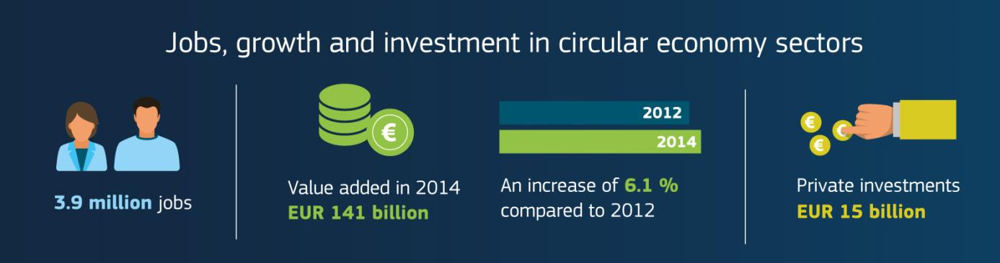 Jobs, growth and investment in circular economy sectors
3.9 million jobs
€
Value added in 2014
EUR 141 billion
2012
2014
An increase of 6.1 %
compared to 2012
€
€
€
Private investments
EUR 15 billion